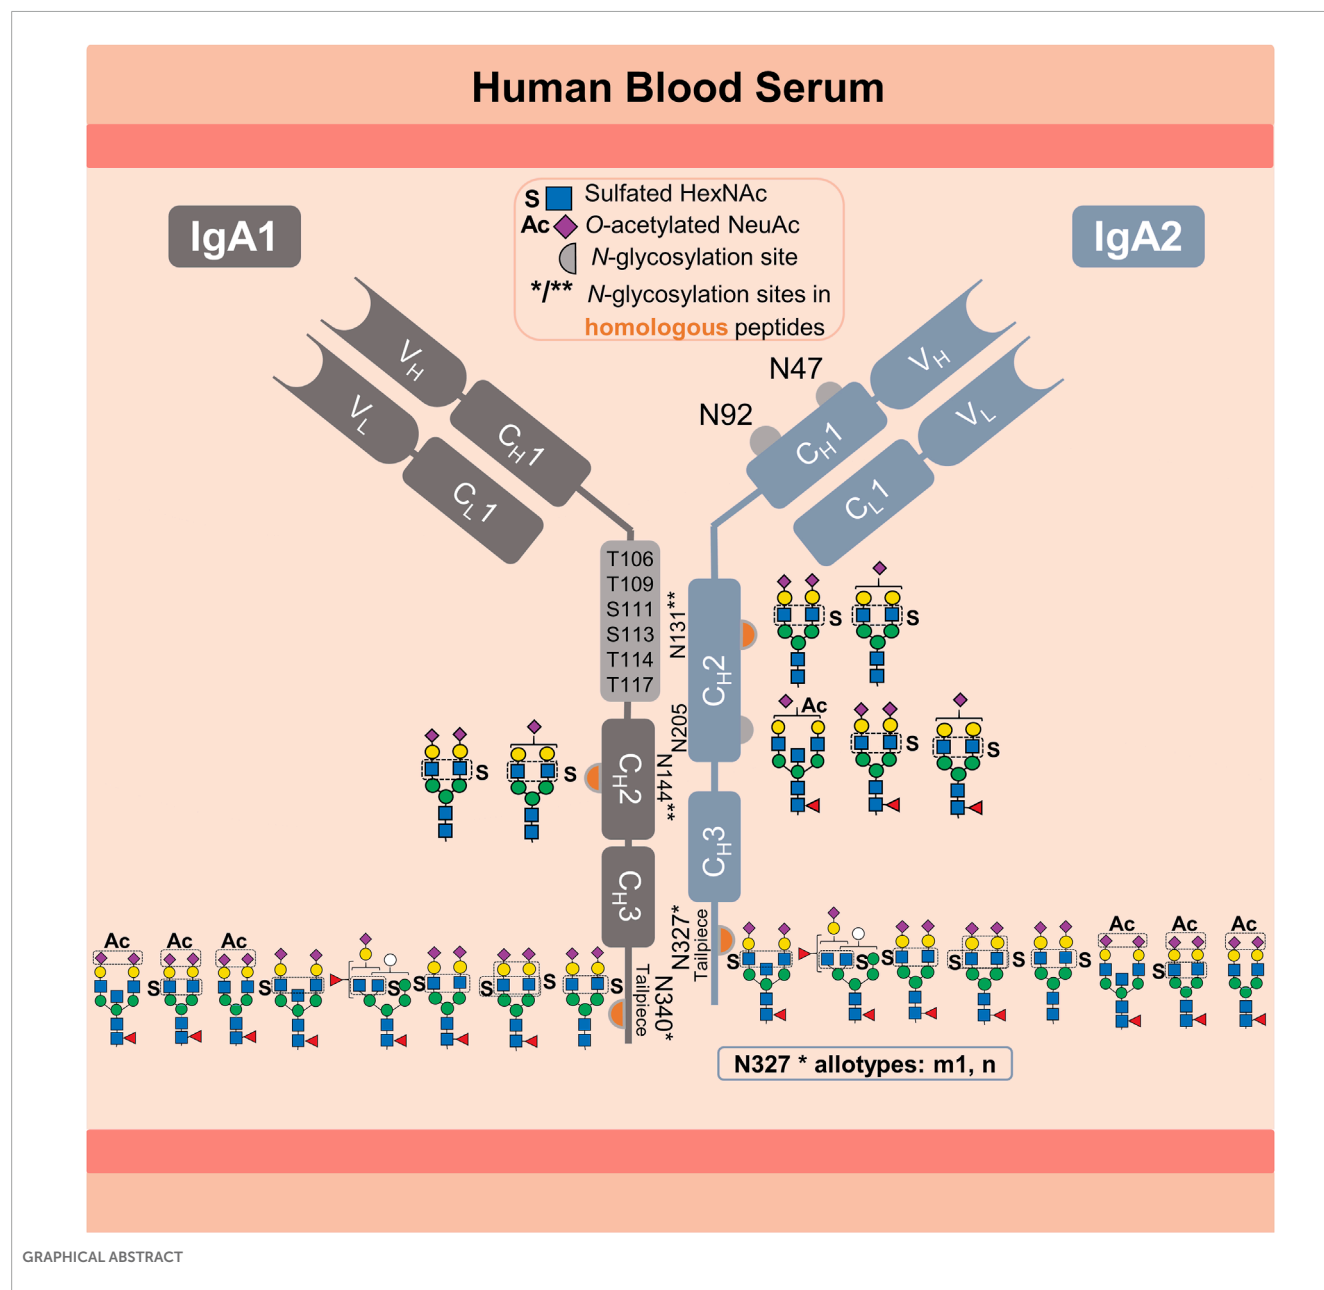 Human Blood Serum
IgA1
IgA2
S Sulfated HexNAc
Ac O-acetylated NeuAc
N-glycosylation site
*/** N-glycosylation sites in
homologous peptides
VH
VL
CH1
CL1
N47
N92
VH
VL
CH1
CL1
T106
T109
S111
S113
T114
T117
N131**
CH2
N205
S
S
Ac
S
S
S
S
CH2
N144**
CH3
CH3
Ac
Ac
Ac
S
S
S
S
S
S
S
Tailpiece
N340*
N327*
Tailpiece
S
S
S
S
S
S
Ac
Ac
Ac
S
N327 * allotypes: m1, n
GRAPHICAL ABSTRACT